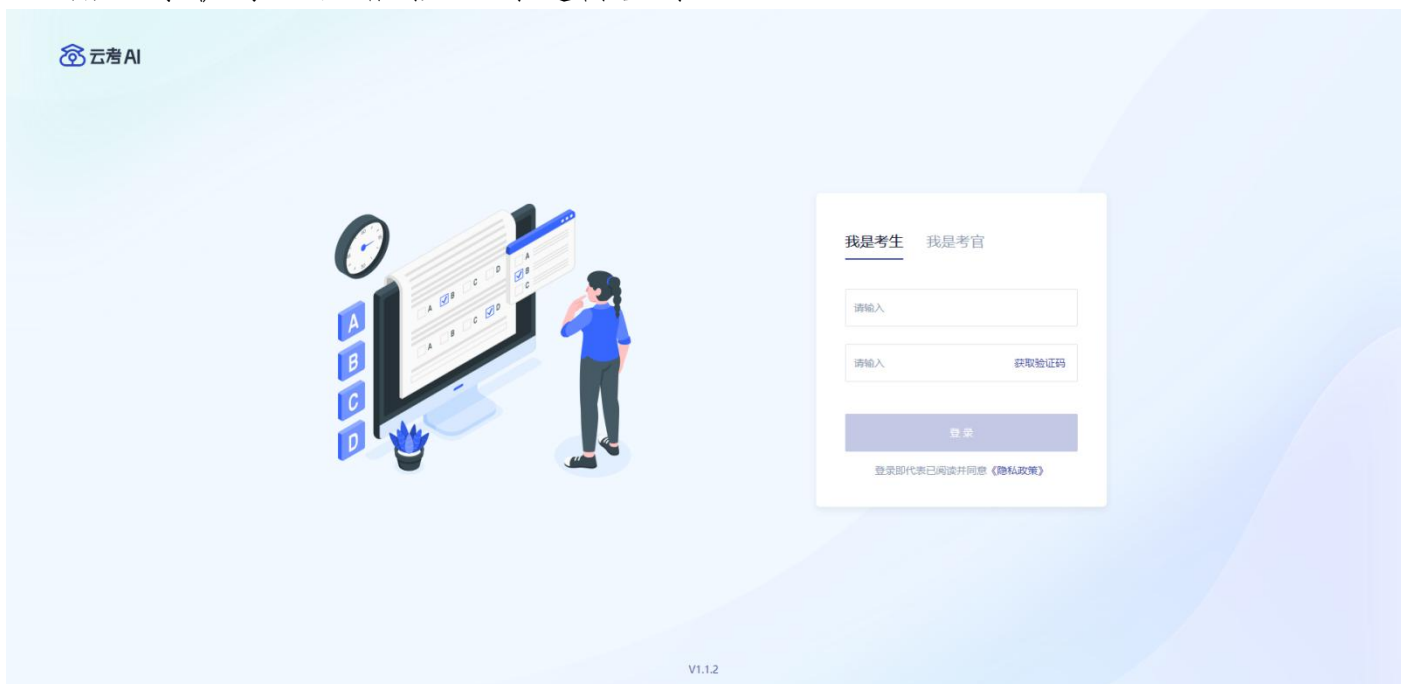 云考AI
我是考生 我是考官
请输入
请输入 获取验证码
登录
登录即代表已阅读并同意《隐私政策》
A
B
C
D
A B C D
A B C D
A
B
C
V1.1.2